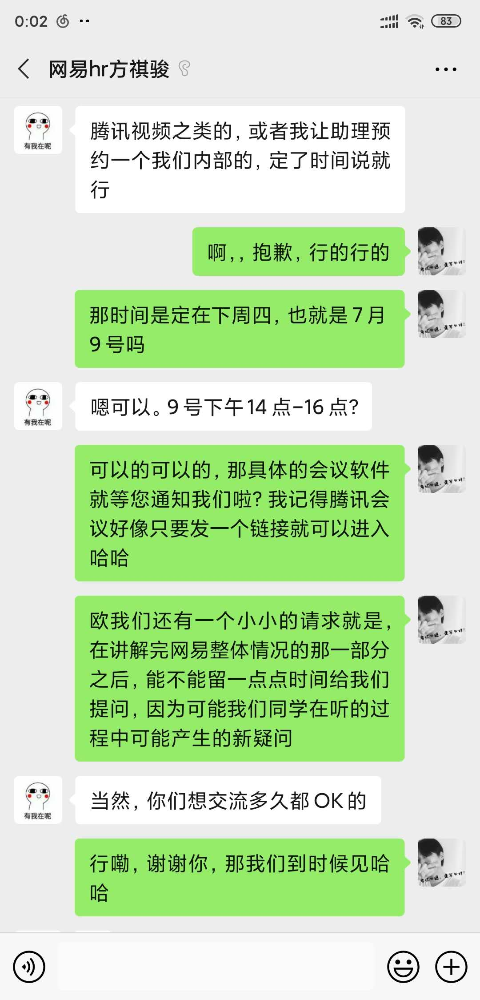 0:02
83
网易hr方祺骏
腾讯视频之类的，或者我让助理预
约一个我们内部的，定了时间说就
行
有我在呢
啊，，抱歉，行的行的
那时间是定在下周四，也就是7月
9号吗
嗯可以。9号下午14点-16点?
有我在呢
可以的可以的，那具体的会议软件
就等您通知我们啦? 我记得腾讯会
议好像只要发一个链接就可以进入
哈哈
欧我们还有一个小小的请求就是，
在讲解完网易整体情况的那一部分
之后，能不能留一点点时间给我们
提问，因为可能我们同学在听的过
程中可能产生的新疑问
当然，你们想交流多久都OK的
有我在呢
行嘞，谢谢你，那我们到时候见哈
哈